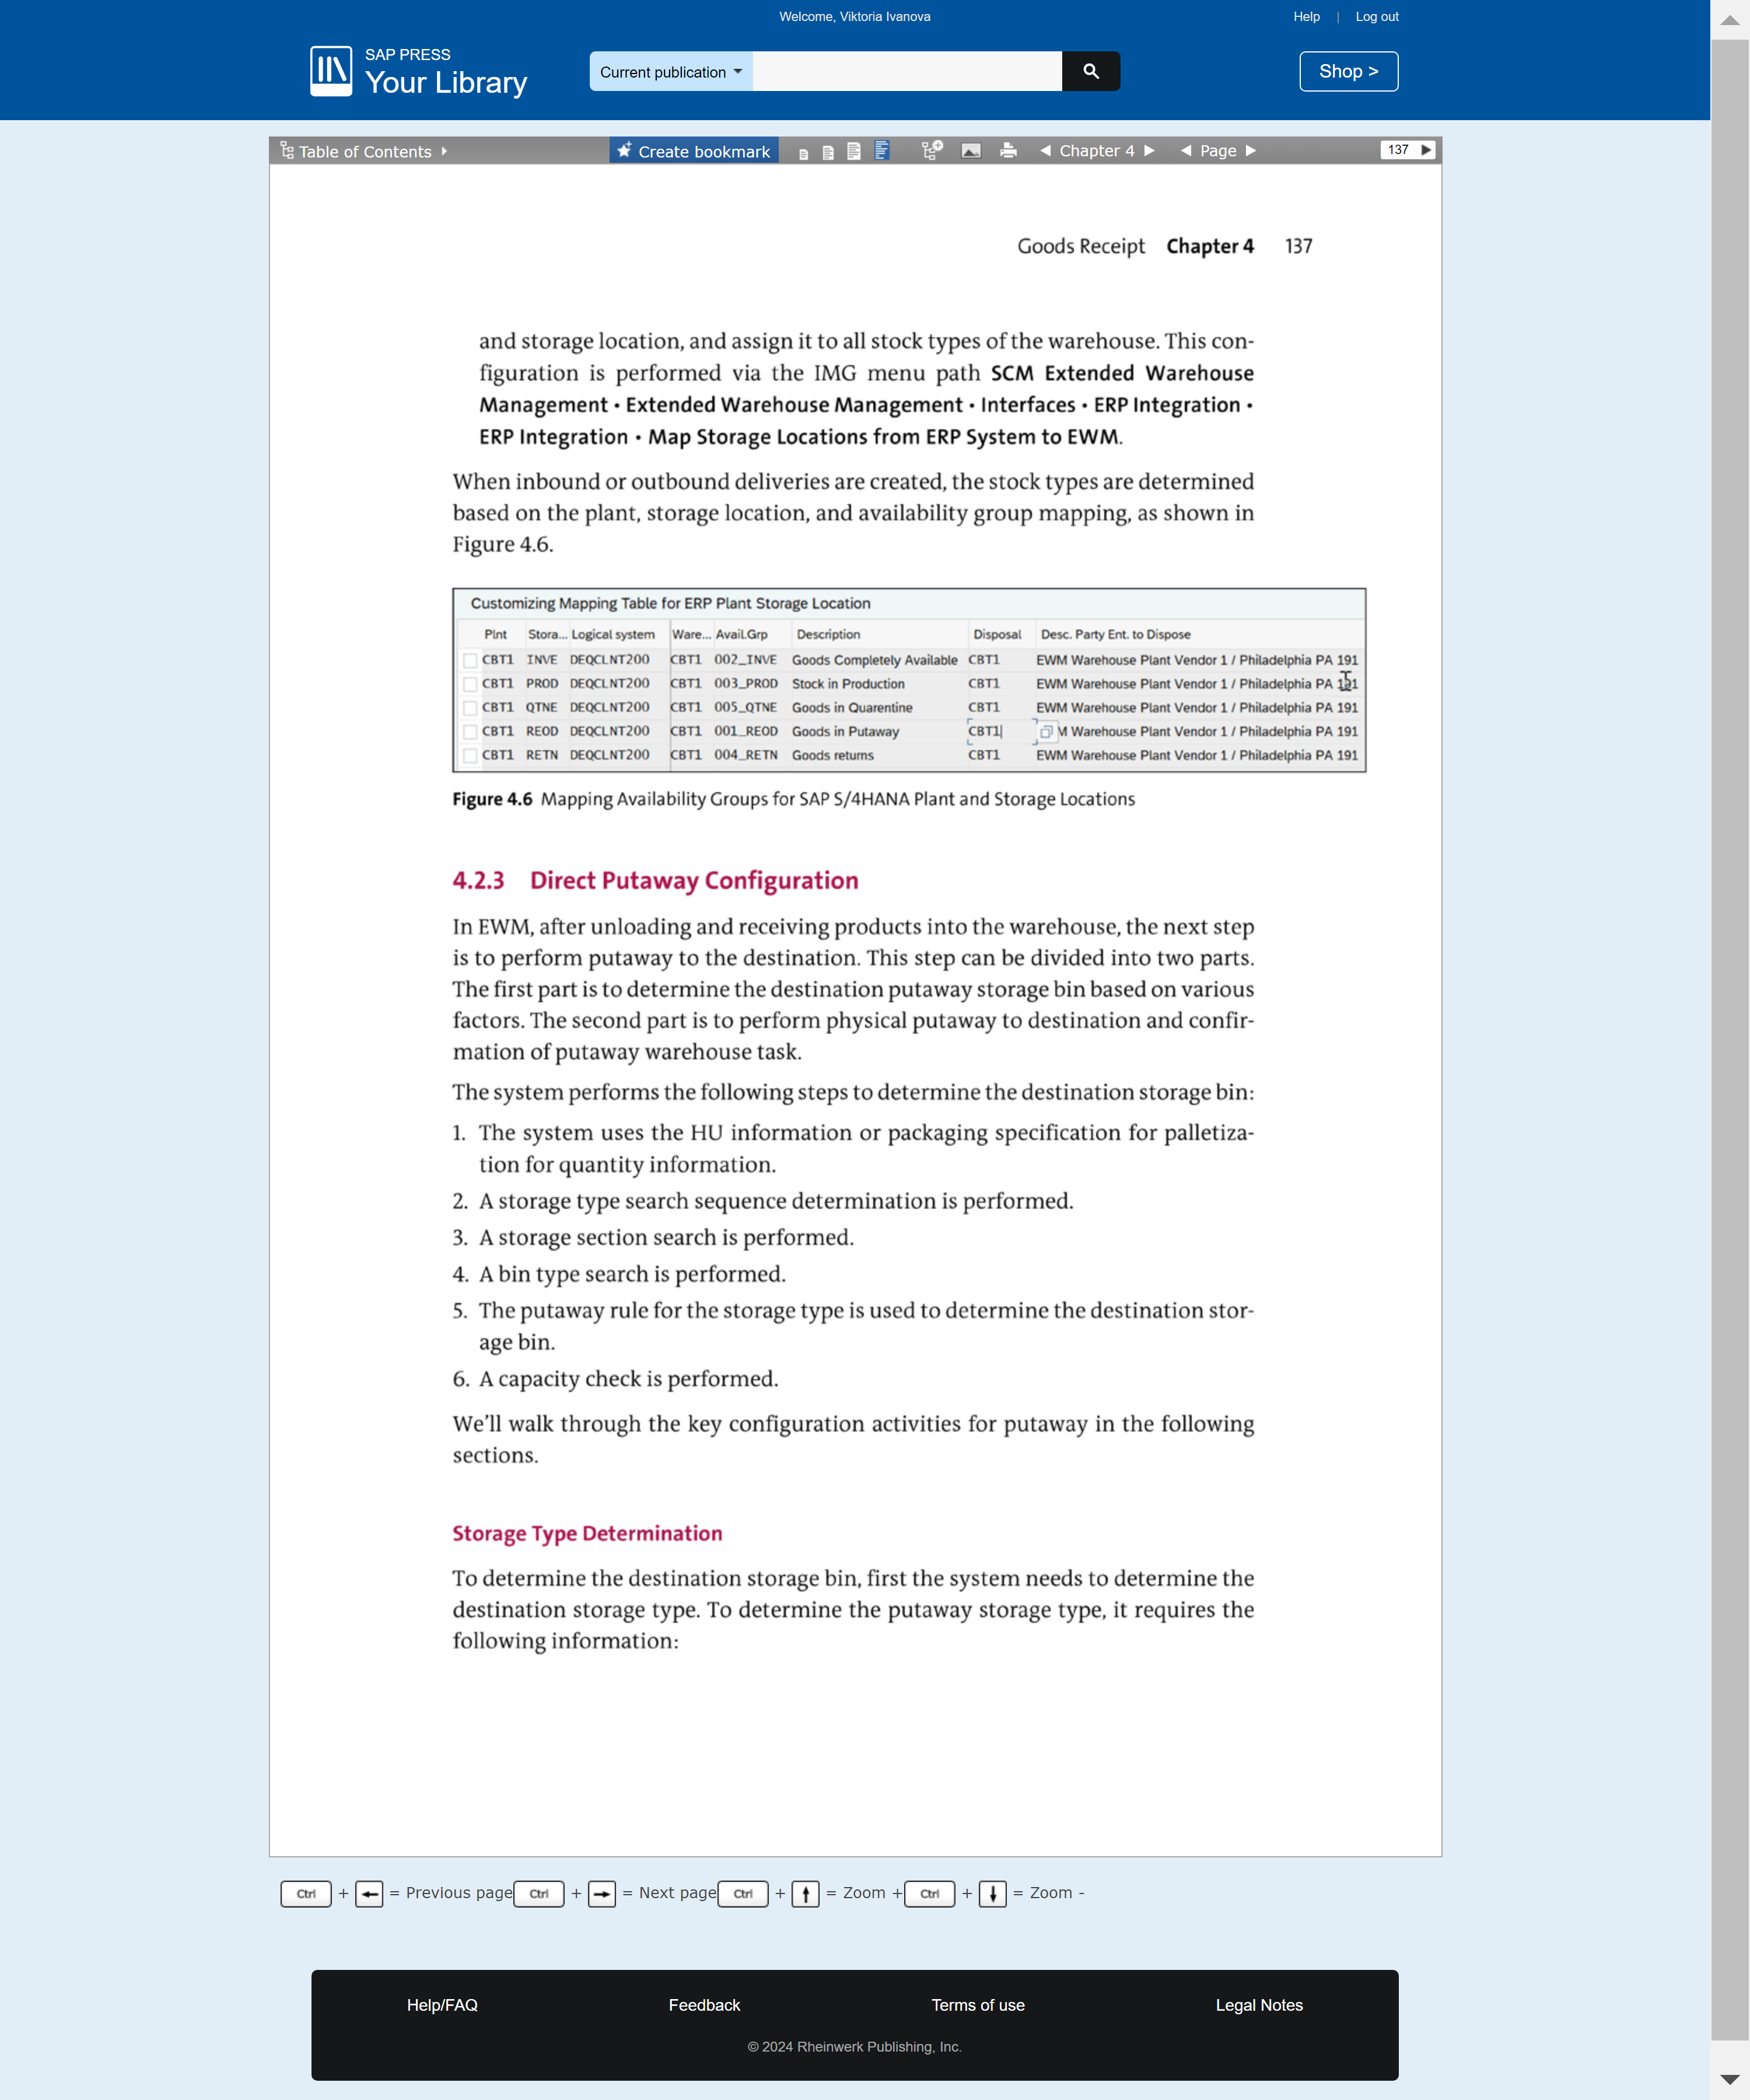 Welcome, Viktoria Ivanova
Help | Log out
SAP PRESS
Your Library
Current publication
Shop >
Table of Contents
Create bookmark
Chapter 4
Page
137
Goods Receipt Chapter 4 137
and storage location, and assign it to all stock types of the warehouse. This con-
figuration is performed via the IMG menu path SCM Extended Warehouse
Management • Extended Warehouse Management • Interfaces • ERP Integration •
ERP Integration • Map Storage Locations from ERP System to EWM.
When inbound or outbound deliveries are created, the stock types are determined
based on the plant, storage location, and availability group mapping, as shown in
Figure 4.6.
Customizing Mapping Table for ERP Plant Storage Location
Plnt Stora... Logical system Ware... Avail.Grp Description Disposal Desc. Party Ent. to Dispose
CBT1 INVE DEQCLNT200 CBT1 002_INVE Goods Completely Available CBT1 EWM Warehouse Plant Vendor 1 / Philadelphia PA 191
CBT1 PROD DEQCLNT200 CBT1 003_PROD Stock in Production CBT1 EWM Warehouse Plant Vendor 1 / Philadelphia PA 191
CBT1 QTNE DEQCLNT200 CBT1 005_QTNE Goods in Quarentine CBT1 EWM Warehouse Plant Vendor 1 / Philadelphia PA 191
CBT1 REOD DEQCLNT200 CBT1 001_REOD Goods in Putaway CBT1 M Warehouse Plant Vendor 1 / Philadelphia PA 191
CBT1 RETN DEQCLNT200 CBT1 004_RETN Goods returns CBT1 EWM Warehouse Plant Vendor 1 / Philadelphia PA 191
Figure 4.6 Mapping Availability Groups for SAP S/4HANA Plant and Storage Locations
4.2.3 Direct Putaway Configuration
In EWM, after unloading and receiving products into the warehouse, the next step
is to perform putaway to the destination. This step can be divided into two parts.
The first part is to determine the destination putaway storage bin based on various
factors. The second part is to perform physical putaway to destination and confir-
mation of putaway warehouse task.
The system performs the following steps to determine the destination storage bin:
1. The system uses the HU information or packaging specification for palletiza-
tion for quantity information.
2. A storage type search sequence determination is performed.
3. A storage section search is performed.
4. A bin type search is performed.
5. The putaway rule for the storage type is used to determine the destination stor-
age bin.
6. A capacity check is performed.
We'll walk through the key configuration activities for putaway in the following
sections.
Storage Type Determination
To determine the destination storage bin, first the system needs to determine the
destination storage type. To determine the putaway storage type, it requires the
following information:
Ctrl + ← = Previous page Ctrl + → = Next page Ctrl + ↑ = Zoom + Ctrl + ↓ = Zoom -
Help/FAQ Feedback Terms of use Legal Notes
© 2024 Rheinwerk Publishing, Inc.